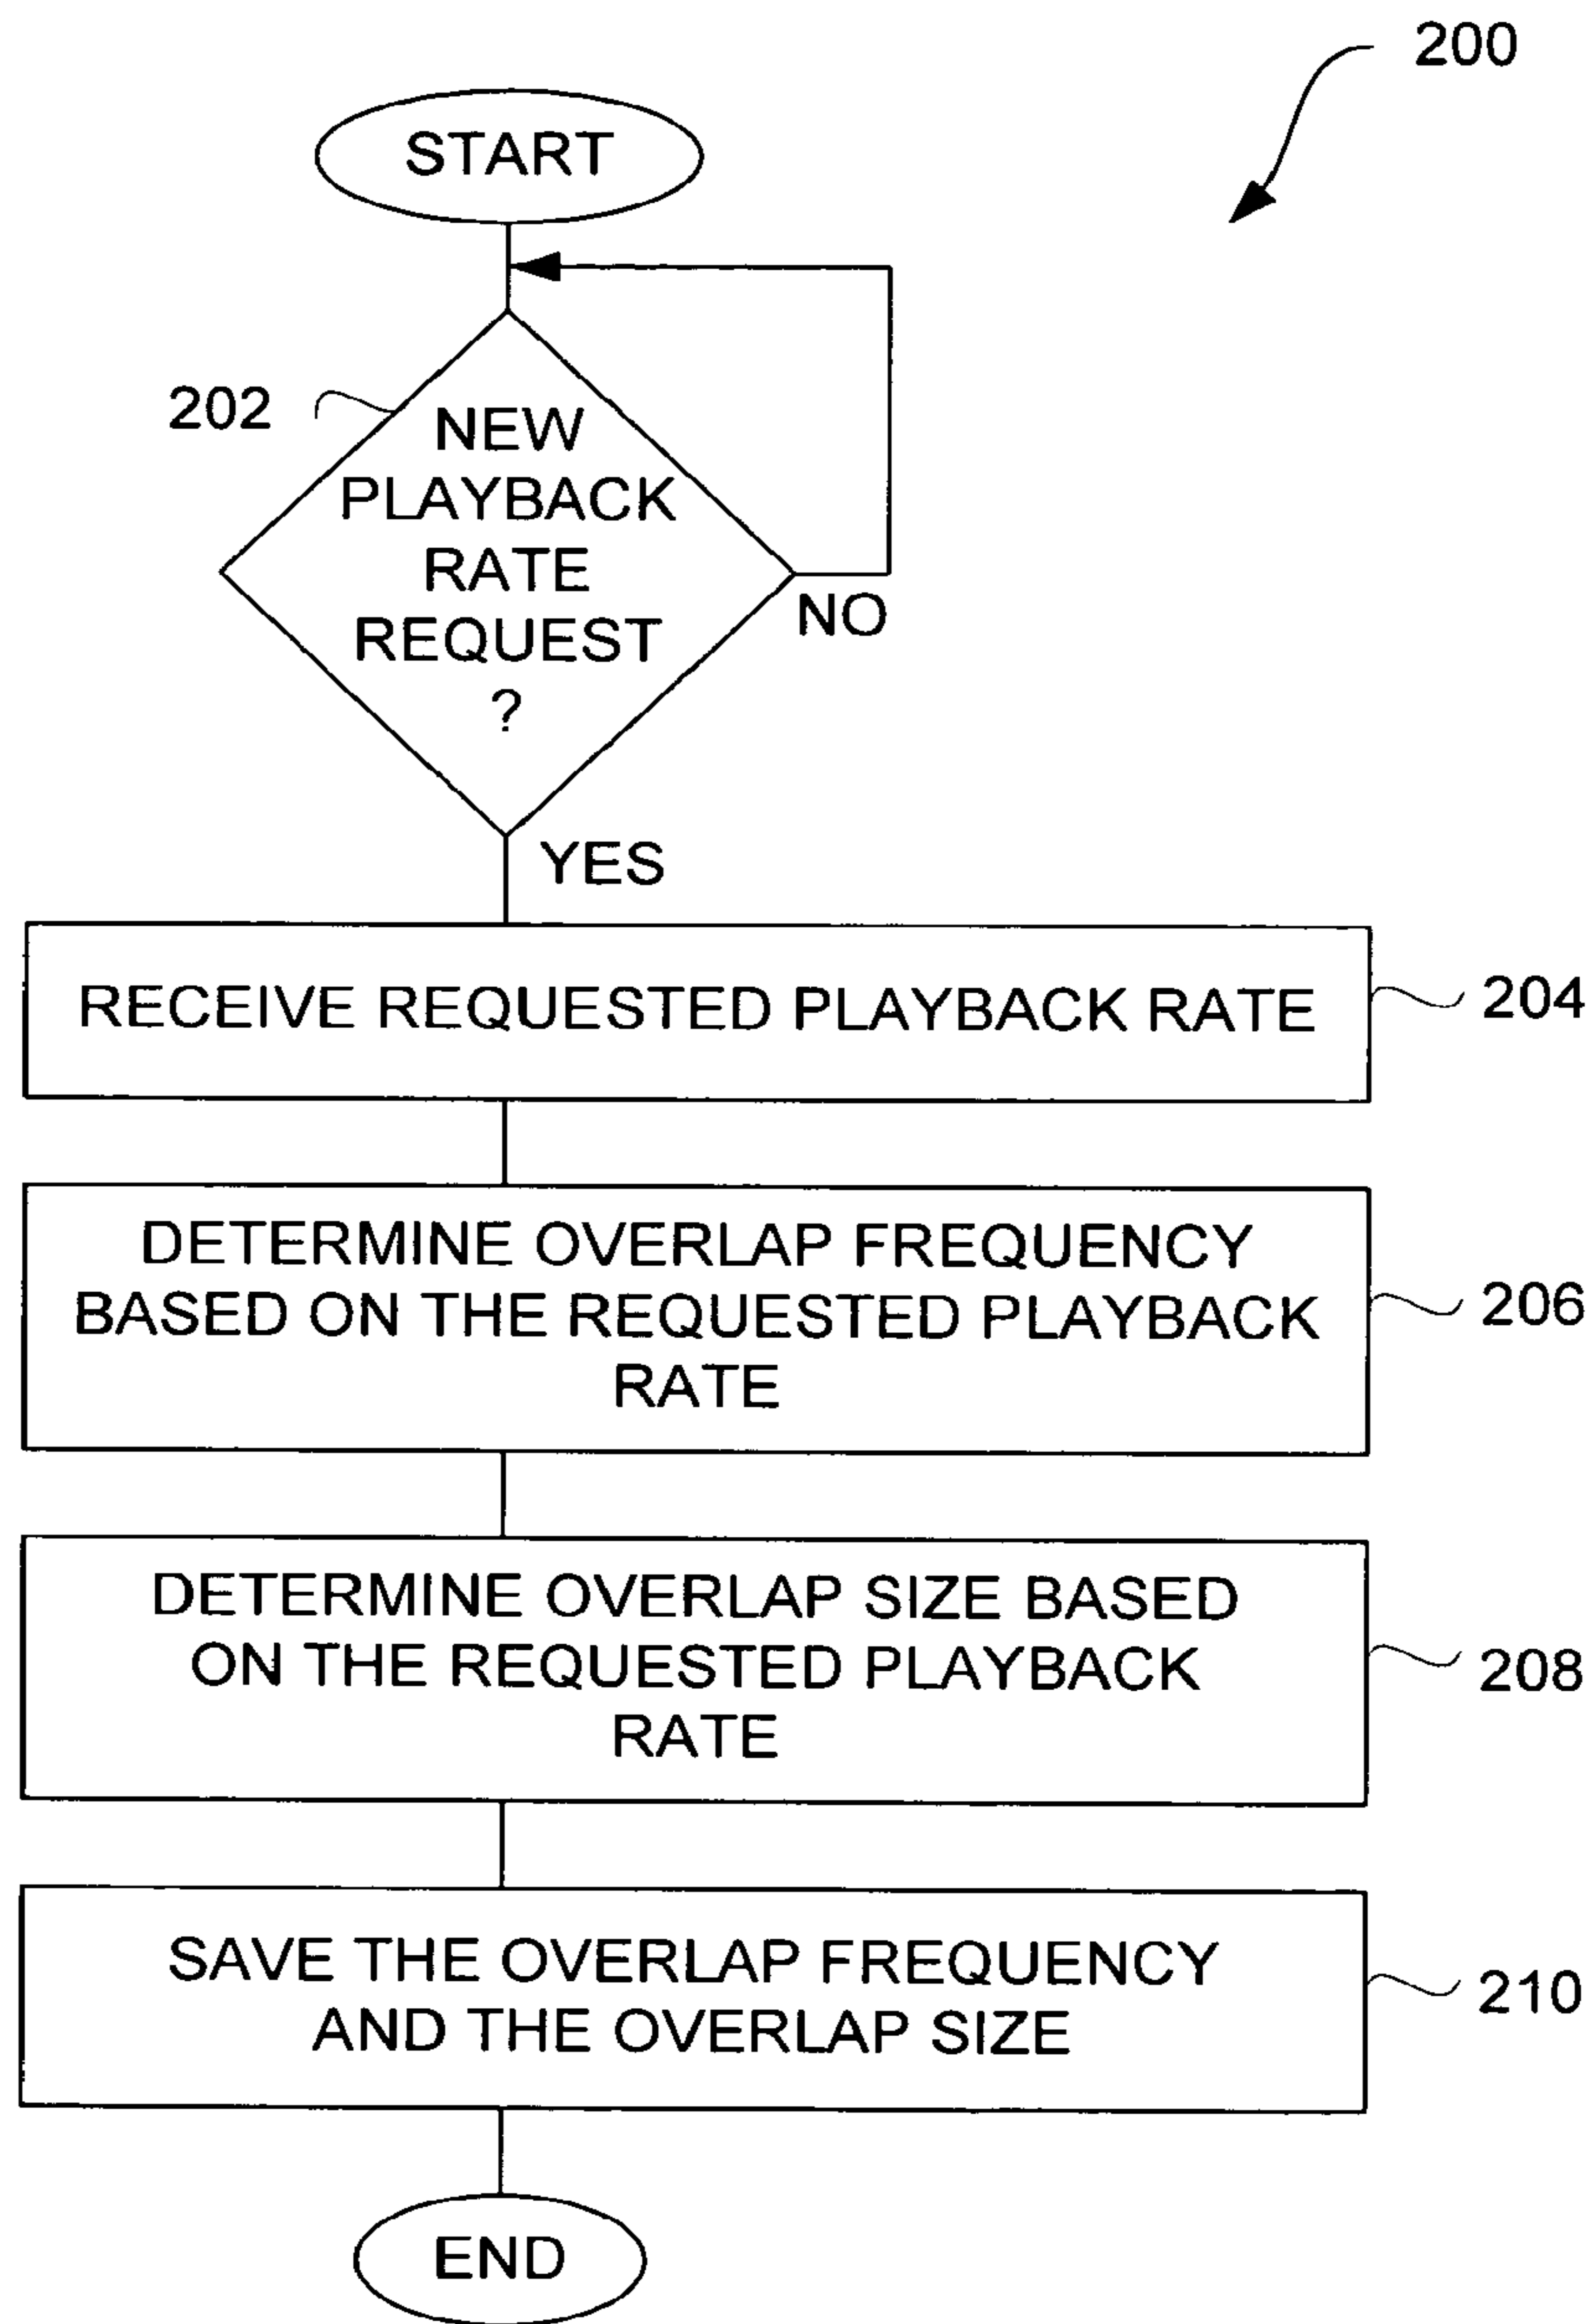 200
START
202
NEW
PLAYBACK
RATE
REQUEST
?
NO
YES
RECEIVE REQUESTED PLAYBACK RATE
204
DETERMINE OVERLAP FREQUENCY
BASED ON THE REQUESTED PLAYBACK
RATE
206
DETERMINE OVERLAP SIZE BASED
ON THE REQUESTED PLAYBACK
RATE
208
SAVE THE OVERLAP FREQUENCY
AND THE OVERLAP SIZE
210
END